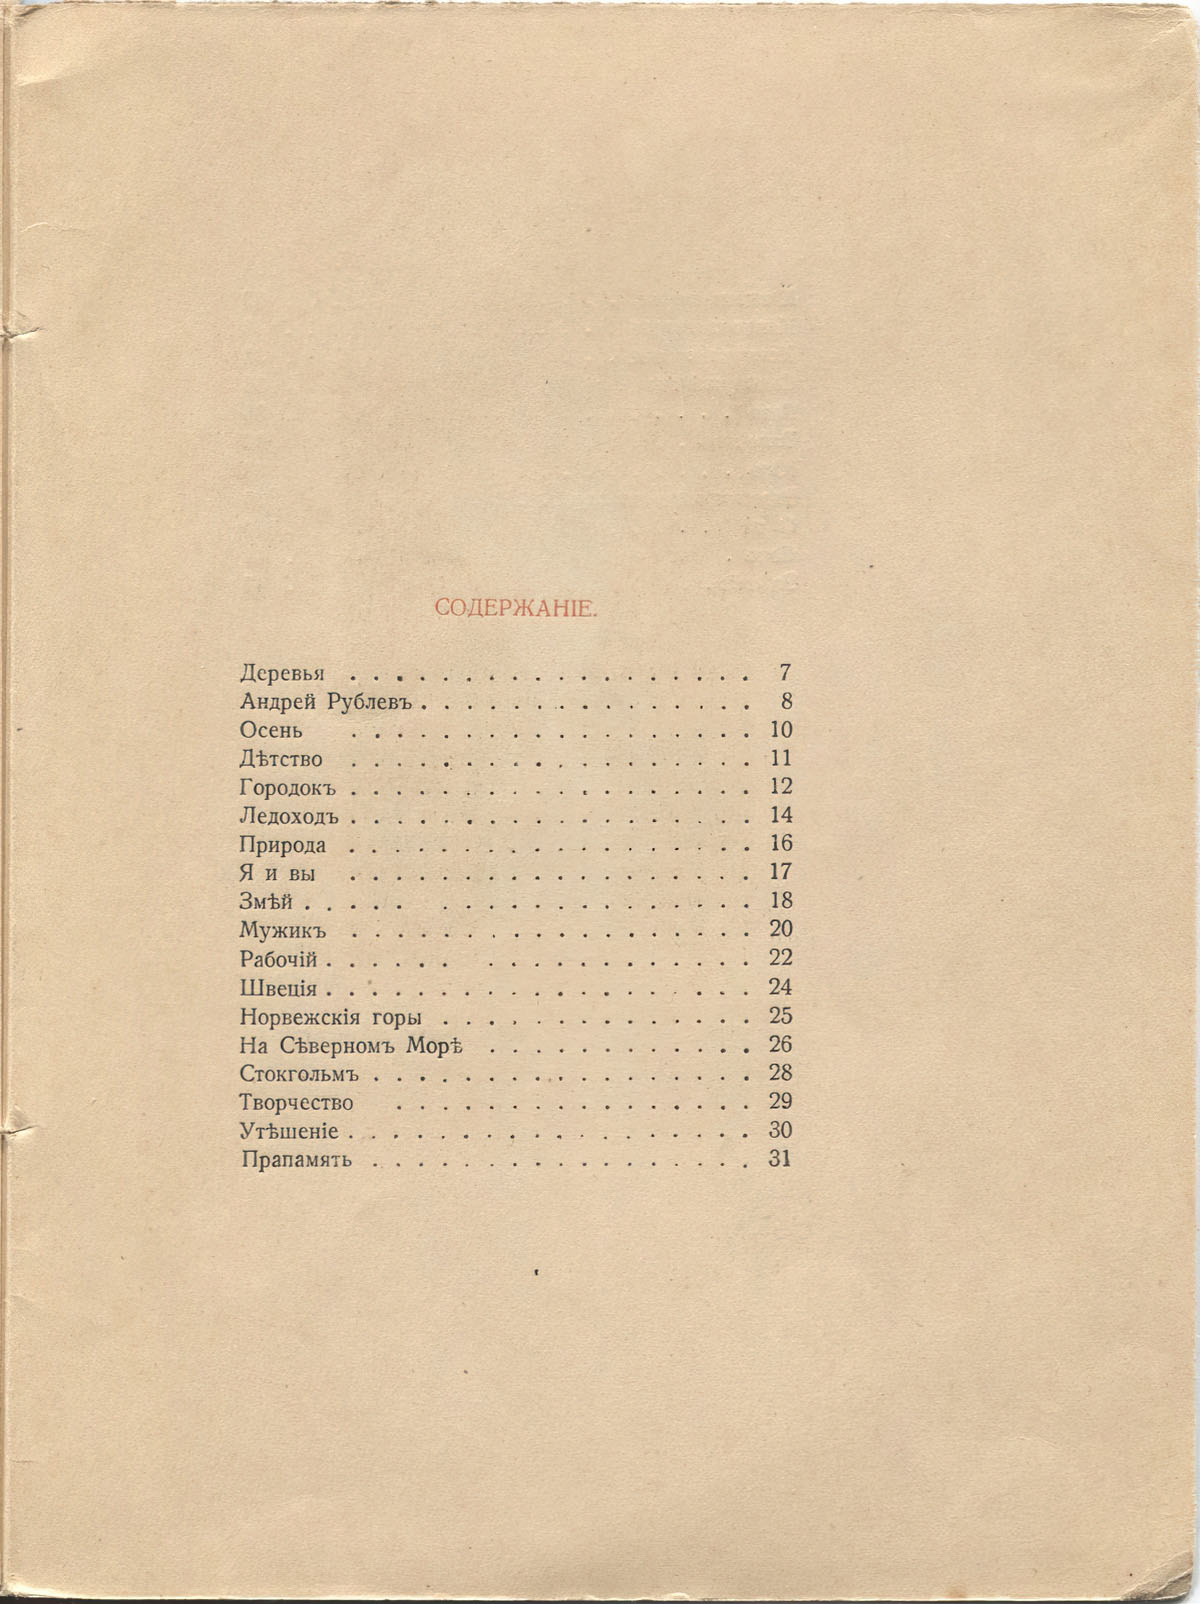 СОДЕРЖАНІЕ.
Деревья . . . . . . . . . . . . . . . . . . 7
Андрей Рублевъ . . . . . . . . . . . . . . . 8
Осень . . . . . . . . . . . . . . . . . . 10
Дѣтство . . . . . . . . . . . . . . . . . . 11
Городокъ . . . . . . . . . . . . . . . . . . 12
Ледоходъ . . . . . . . . . . . . . . . . . . 14
Природа . . . . . . . . . . . . . . . . . . 16
Я и вы . . . . . . . . . . . . . . . . . . 17
Змѣй . . . . . . . . . . . . . . . . . . 18
Мужикъ . . . . . . . . . . . . . . . . . . 20
Рабочій . . . . . . . . . . . . . . . . . . 22
Швеція . . . . . . . . . . . . . . . . . . . 24
Норвежскія горы . . . . . . . . . . . . . . 25
На Сѣверномъ Морѣ . . . . . . . . . . . . 26
Стокгольмъ . . . . . . . . . . . . . . . . . 28
Творчество . . . . . . . . . . . . . . . . 29
Утѣшеніе . . . . . . . . . . . . . . . . . . 30
Прапамять . . . . . . . . . . . . . . . . . 31